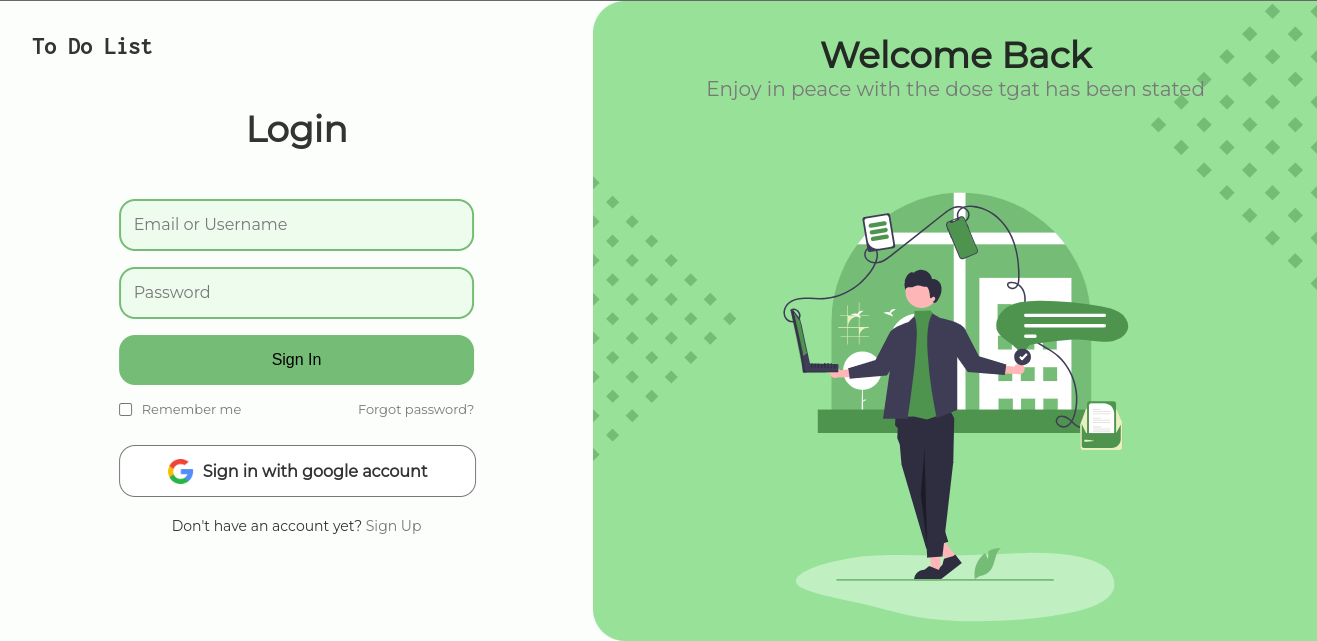 To Do List
Login
Email or Username
Password
Sign In
Remember me
Forgot password?
Sign in with google account
Don't have an account yet? Sign Up
Welcome Back
Enjoy in peace with the dose tgat has been stated